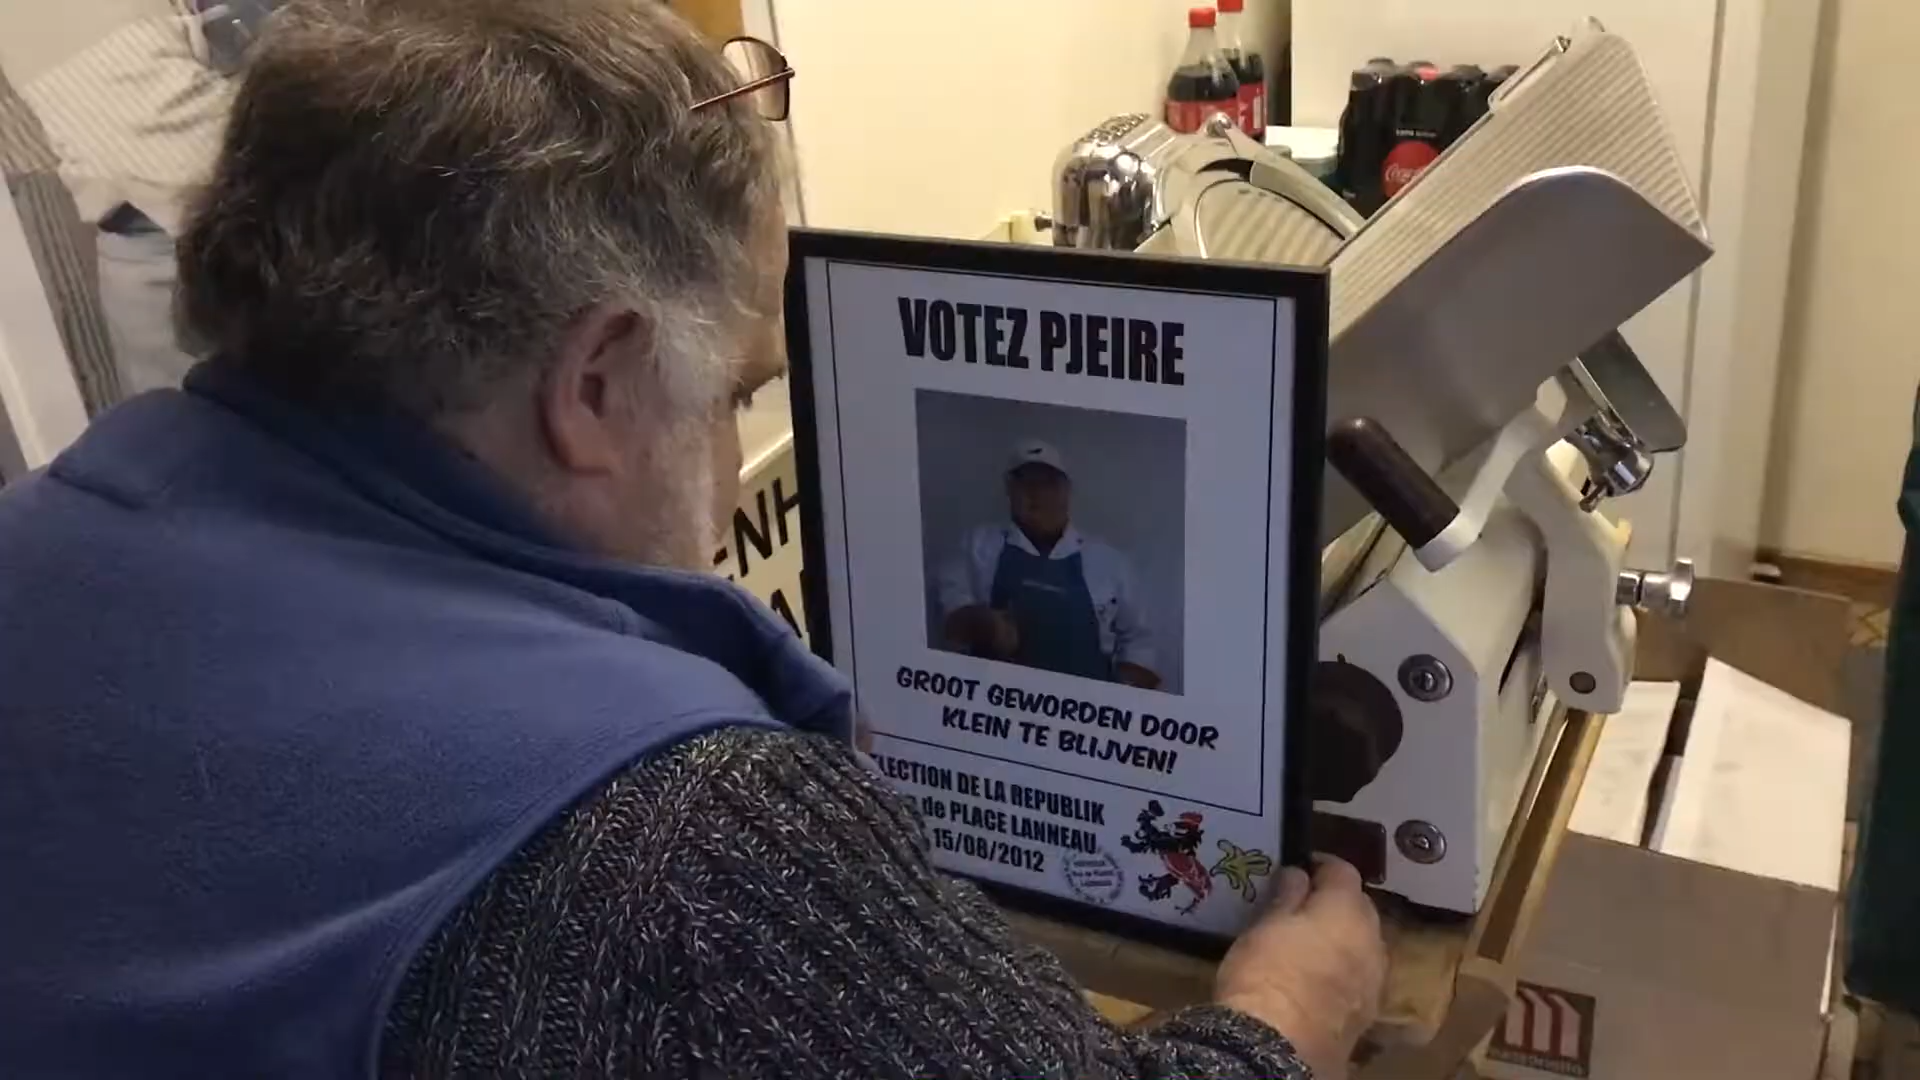 VOTEZ PJEIRE
GROOT GEWORDEN DOOR
KLEIN TE BLIJVEN!
LECTION DE LA REPUBLIK
de PLACE LANNEAU
15/08/2012